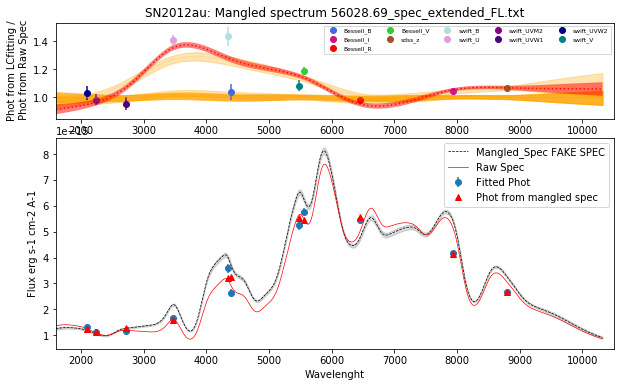 SN2012au: Mangled spectrum 56028.69_spec_extended_FL.txt
Phot from LCfitting /
Phot from Raw Spec
1.4
1.2
1.0
Bessell_B
Bessell_I
Bessell_R
Bessell_V
sdss_z
swift_B
swift_U
swift_UVM2
swift_UVW1
swift_UVW2
swift_V
2000 3000 4000 5000 6000 7000 8000 9000 10000
Flux erg s-1 cm-2 A-1
8
7
6
5
4
3
2
1
Mangled_Spec FAKE SPEC
Raw Spec
Fitted Phot
Phot from mangled spec
2000 3000 4000 5000 6000 7000 8000 9000 10000
Wavelenght